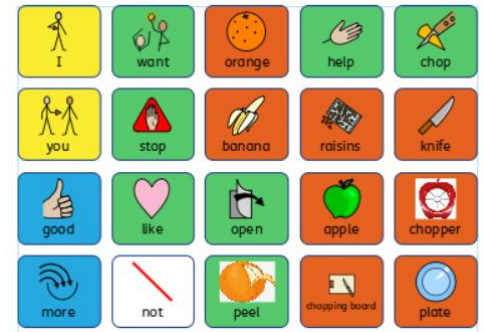 I
want
orange
help
chop
you
stop
banana
raisins
knife
good
like
open
apple
chopper
more
not
peel
chopping board
plate